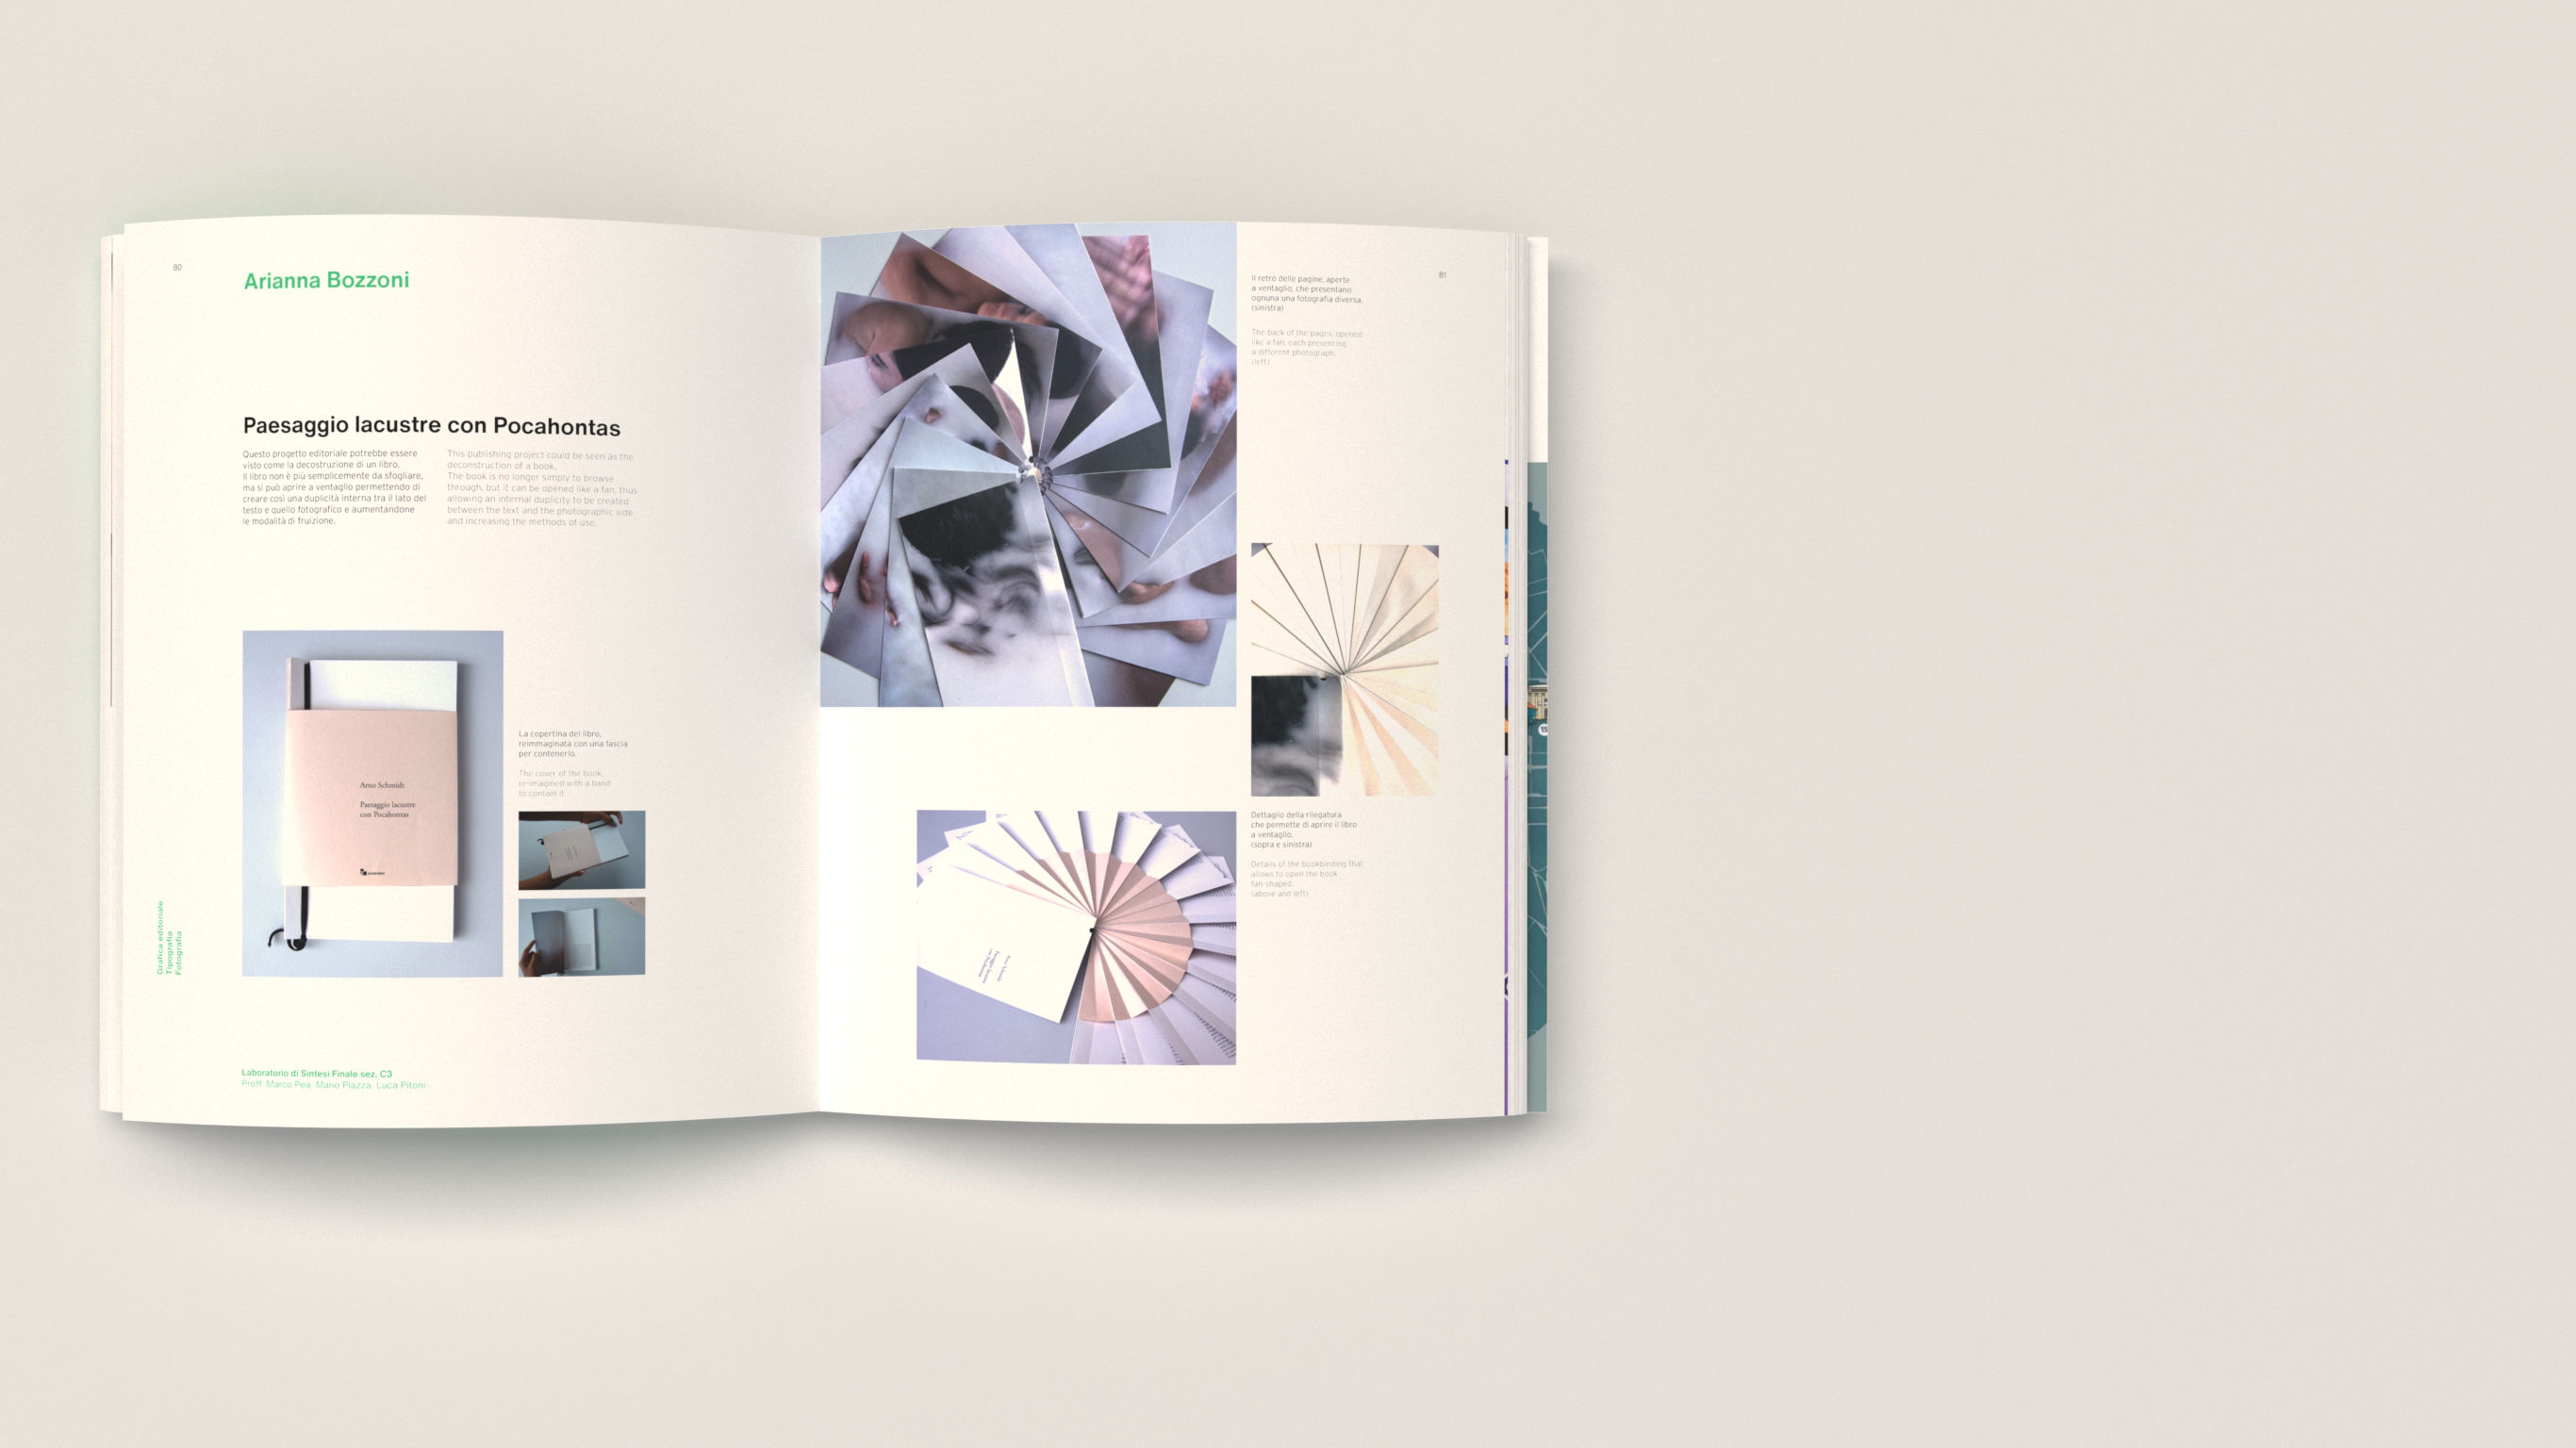 80
Arianna Bozzoni
Paesaggio lacustre con Pocahontas
Questo progetto editoriale potrebbe essere
visto come la decostruzione di un libro.
Il libro non è più semplicemente da sfogliare,
ma si può aprire a ventaglio permettendo di
creare così una duplicità interna tra il lato del
testo e quello fotografico e aumentandone
le modalità di fruizione.
This publishing project could be seen as the
deconstruction of a book.
The book is no longer simply to browse
through, but it can be opened like a fan, thus
allowing an internal duplicity to be created
between the text and the photographic side
and increasing the methods of use.
Arno Schmidt
Paesaggio lacustre
con Pocahontas
La copertina del libro,
reimmaginata con una fascia
per contenerlo.
The cover of the book,
re-imagined with a band
to contain it.
Grafica editoriale
Tipografia
Fotografia
Laboratorio di Sintesi Finale sez. C3
Proff. Marco Pea, Mario Piazza, Luca Pitoni
81
Il retro delle pagine, aperte
a ventaglio, che presentano
ognuna una fotografia diversa.
(sinistra)
The back of the pages, opened
like a fan, each presenting
a different photograph.
(left)
Dettaglio della rilegatura
che permette di aprire il libro
a ventaglio.
(sopra e sinistra)
Details of the bookbinding that
allows to open the book
fan-shaped.
(above and left)
Arno Schmidt
Paesaggio lacustre
con Pocahontas